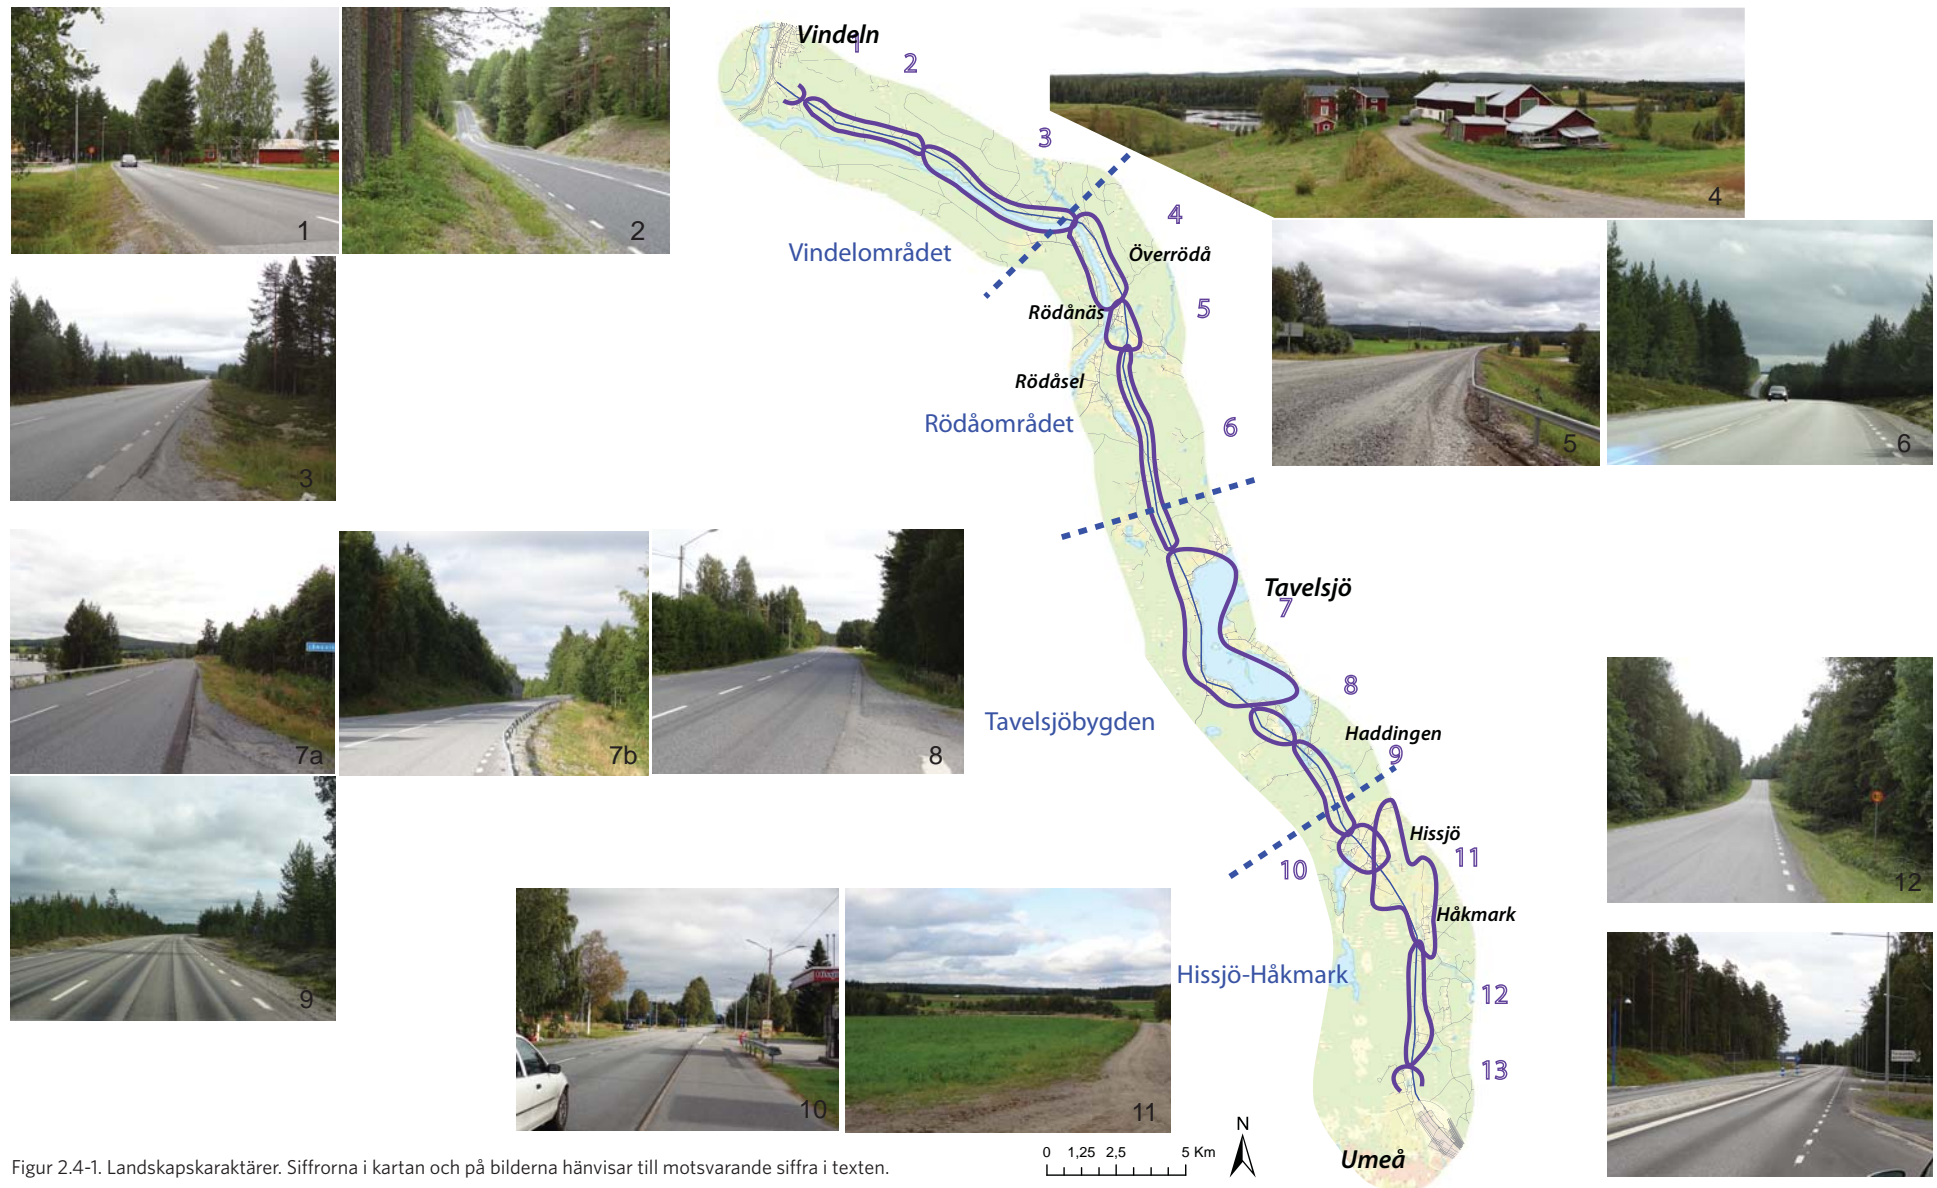 Vindeln
1
2
3
4
Överrödå
Vindelområdet
Rödånäs
5
Rödåsel
Rödåområdet
6
Tavelsjö
7
8
Tavelsjöbygden
Haddingen
9
Hissjö
10
11
Håkmark
Hissjö-Håkmark
12
13
Umeå
1
2
3
4
5
6
7a
7b
8
9
10
11
12
N
0 1,25 2,5 5 Km
Figur 2.4-1. Landskapskaraktärer. Siffrorna i kartan och på bilderna hänvisar till motsvarande siffra i texten.